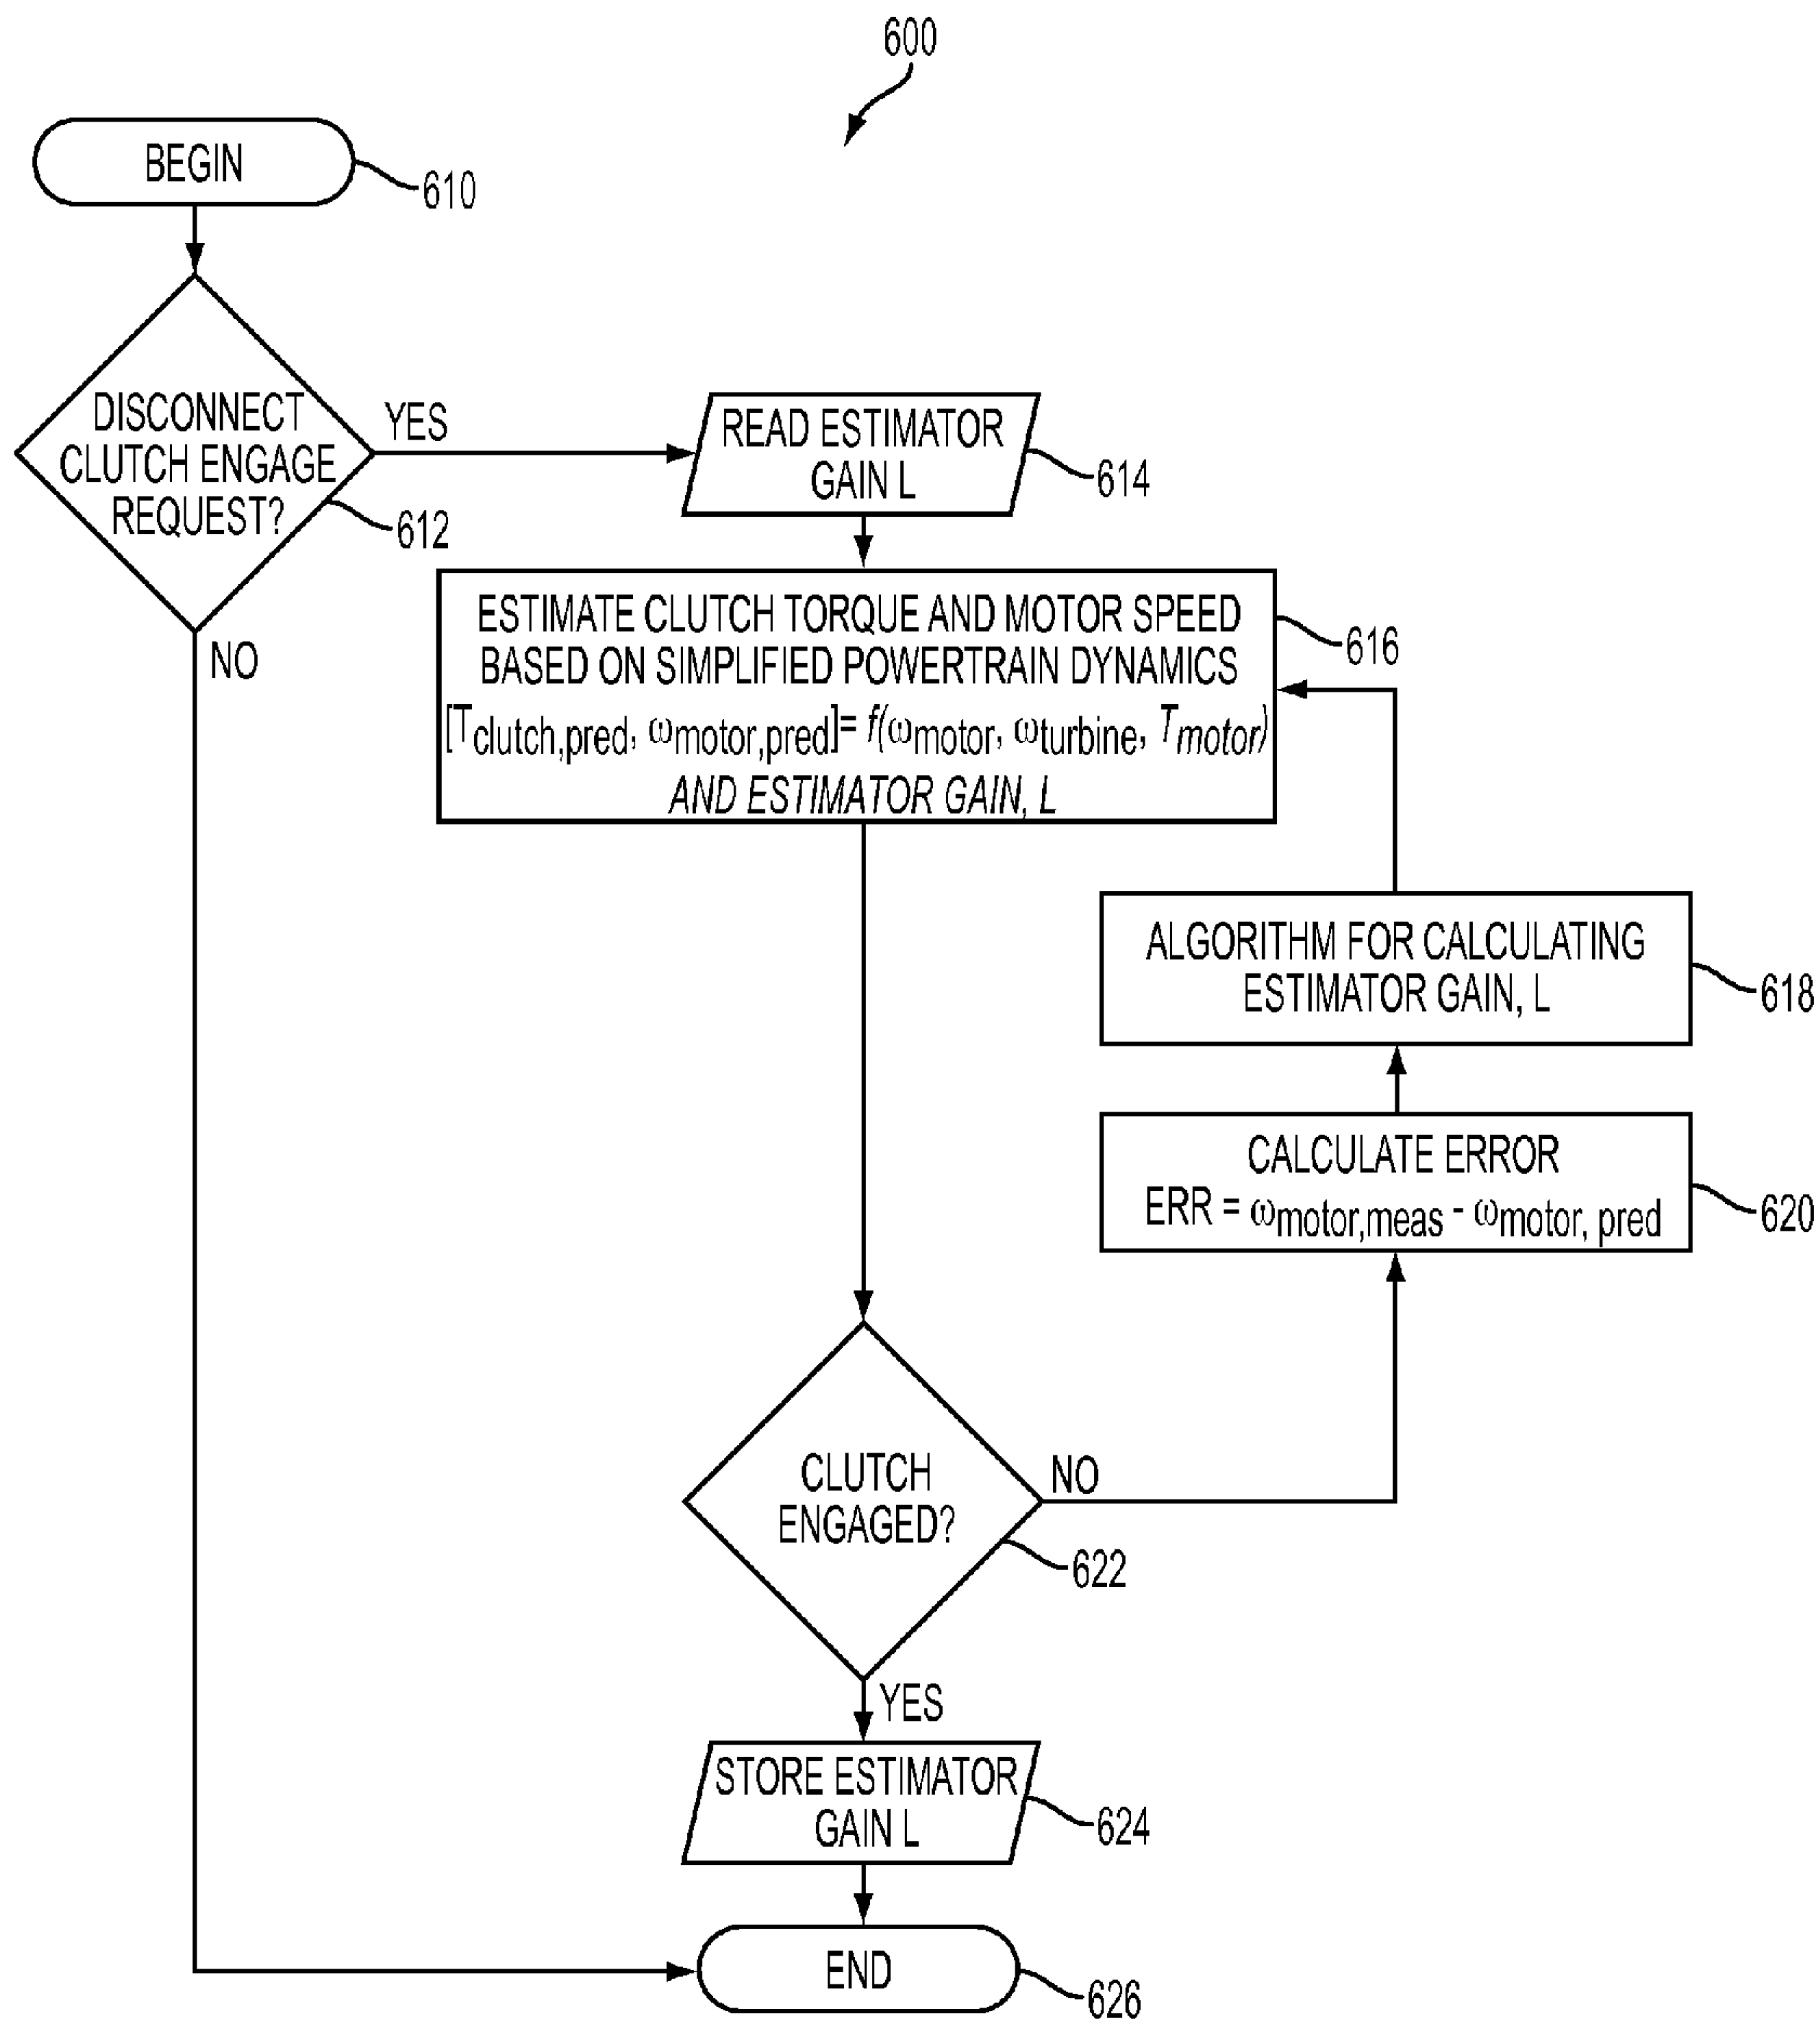 600
BEGIN
610
DISCONNECT
CLUTCH ENGAGE
REQUEST?
612
YES
NO
READ ESTIMATOR
GAIN L
614
ESTIMATE CLUTCH TORQUE AND MOTOR SPEED
BASED ON SIMPLIFIED POWERTRAIN DYNAMICS
[Tclutch,pred, ωmotor,pred]= f(ωmotor, ωturbine, Tmotor)
AND ESTIMATOR GAIN, L
616
ALGORITHM FOR CALCULATING
ESTIMATOR GAIN, L
618
CALCULATE ERROR
ERR = ωmotor,meas - ωmotor, pred
620
CLUTCH
ENGAGED?
622
NO
YES
STORE ESTIMATOR
GAIN L
624
END
626